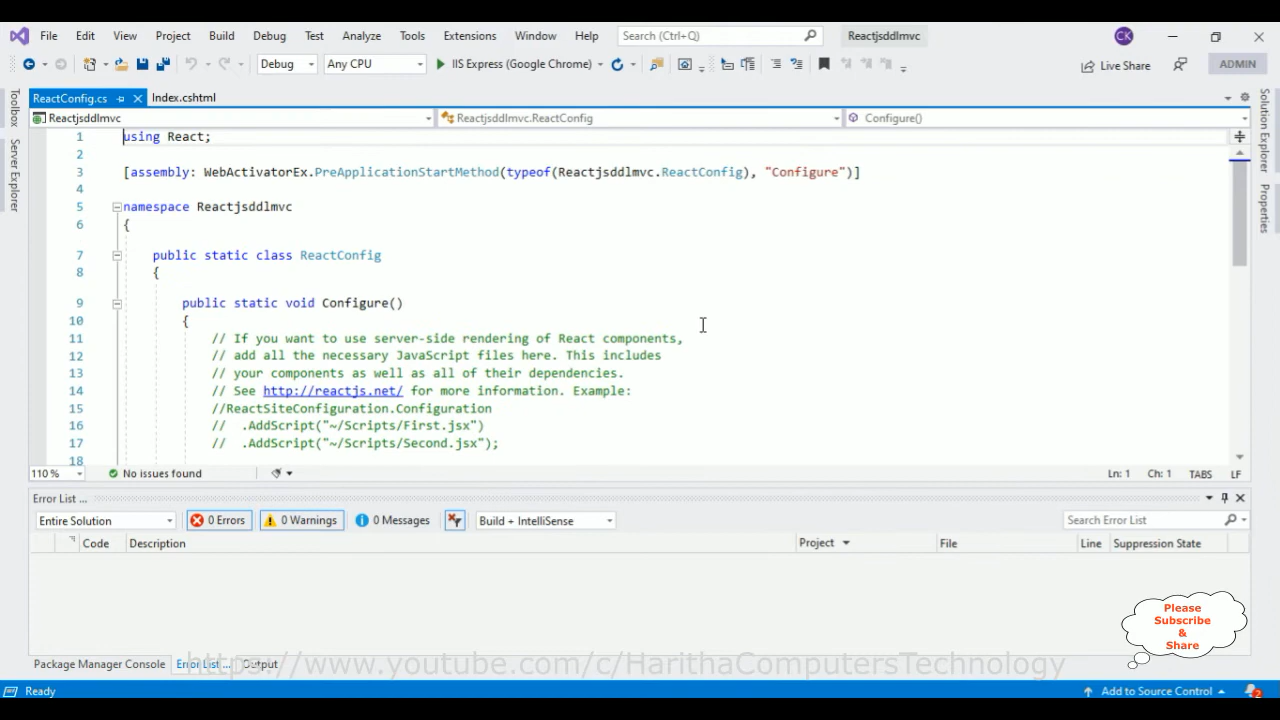 File Edit View Project Build Debug Test Analyze Tools Extensions Window Help Search (Ctrl+Q) Reactjsddlmvc CK
Debug Any CPU IIS Express (Google Chrome) Live Share ADMIN
ReactConfig.cs Index.cshtml
Toolbox
Server Explorer
Solution Explorer
Properties
Reactjsddlmvc Reactjsddlmvc.ReactConfig Configure()
1 using React;
2
3 [assembly: WebActivatorEx.PreApplicationStartMethod(typeof(Reactjsddlmvc.ReactConfig), "Configure")]
4
5 namespace Reactjsddlmvc
6 {
7 public static class ReactConfig
8 {
9 public static void Configure()
10 {
11 // If you want to use server-side rendering of React components,
12 // add all the necessary JavaScript files here. This includes
13 // your components as well as all of their dependencies.
14 // See http://reactjs.net/ for more information. Example:
15 //ReactSiteConfiguration.Configuration
16 // .AddScript("~/Scripts/First.jsx")
17 // .AddScript("~/Scripts/Second.jsx");
18
110 % No issues found Ln: 1 Ch: 1 TABS LF
Error List ...
Entire Solution 0 Errors 0 Warnings 0 Messages Build + IntelliSense Search Error List
Code Description Project File Line Suppression State
Please
Subscribe
&
Share
Package Manager Console Error List ... Output
https://www.youtube.com/c/HarithaComputersTechnology
Ready Add to Source Control 2